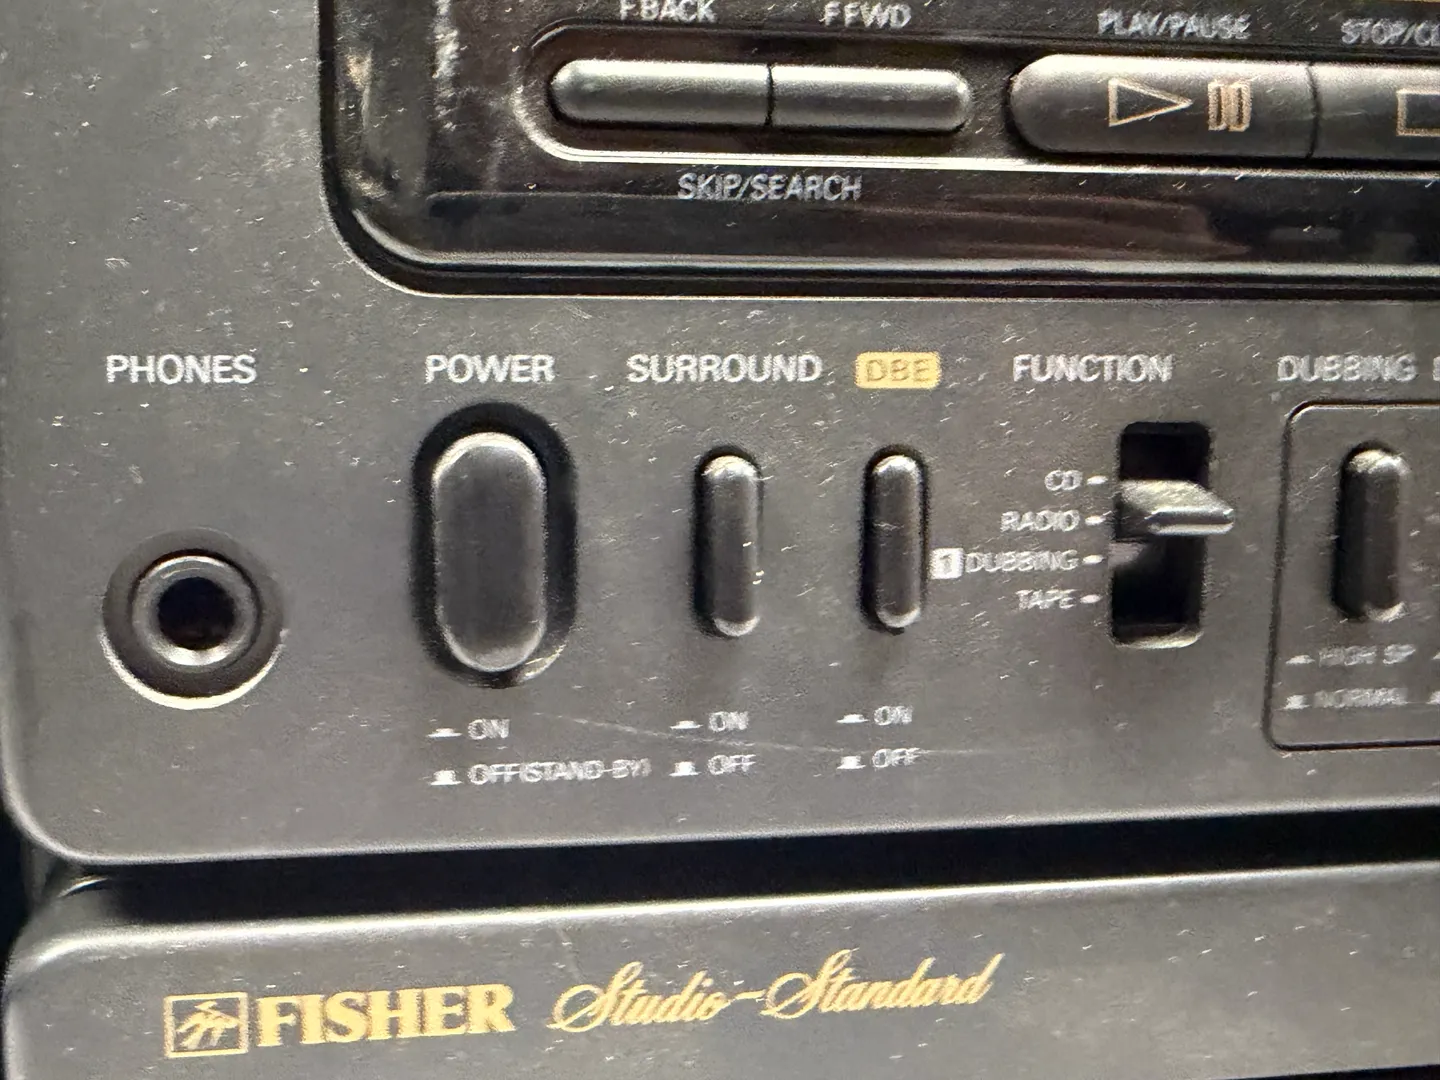 F BACK
F FWD
PLAY/PAUSE
SKIP/SEARCH
PHONES
POWER
SURROUND
DBE
FUNCTION
DUBBING
CD
RADIO
1 DUBBING
TAPE
HIGH SP
NORMAL
ON
OFF(STAND-BY)
ON
OFF
ON
OFF
FISHER Studio-Standard